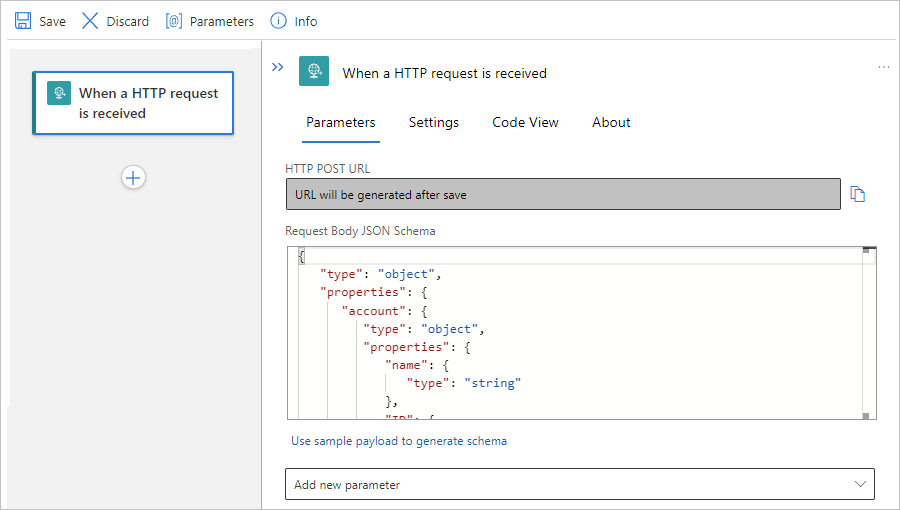 Save Discard [@] Parameters Info
When a HTTP request
is received
When a HTTP request is received
...
Parameters Settings Code View About
HTTP POST URL
URL will be generated after save
Request Body JSON Schema
{
"type": "object",
"properties": {
"account": {
"type": "object",
"properties": {
"name": {
"type": "string"
},
"ID": {
Use sample payload to generate schema
Add new parameter